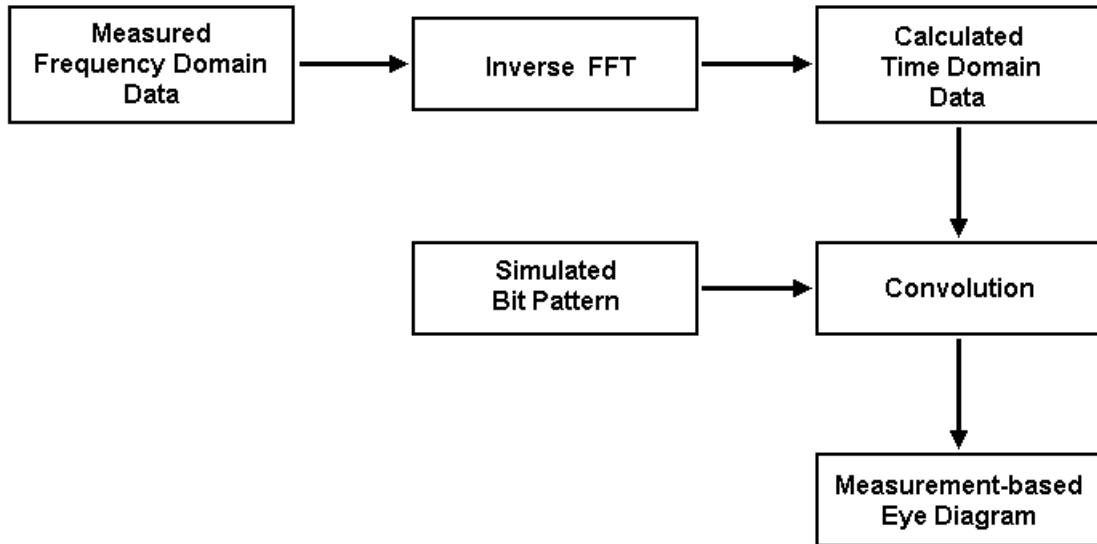 Measured
Frequency Domain
Data
Inverse FFT
Calculated
Time Domain
Data
Simulated
Bit Pattern
Convolution
Measurement-based
Eye Diagram